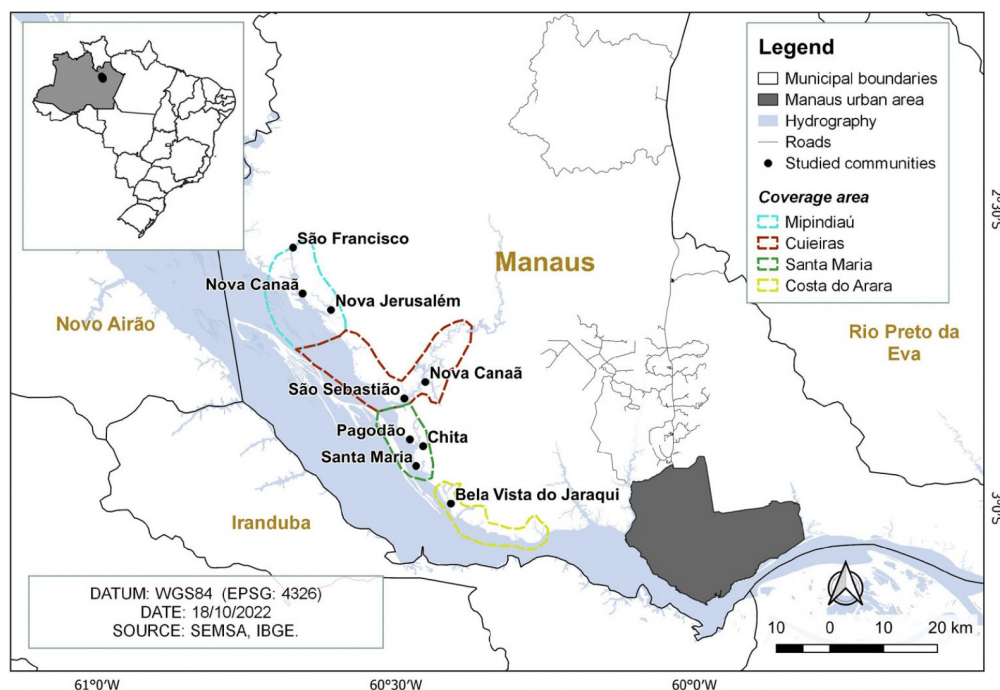 Legend
Municipal boundaries
Manaus urban area
Hydrography
Roads
Studied communities
Coverage area
Mipindiaú
Cuieiras
Santa Maria
Costa do Arara
São Francisco
Nova Canaã
Nova Jerusalém
Manaus
Novo Airão
Rio Preto da
Eva
Nova Canaã
São Sebastião
Pagodão
Chita
Santa Maria
Bela Vista do Jaraqui
Iranduba
DATUM: WGS84 (EPSG: 4326)
DATE: 18/10/2022
SOURCE: SEMSA, IBGE.
10 0 10 20 km
2°30'S
3°0'S
61°0'W 60°30'W 60°0'W